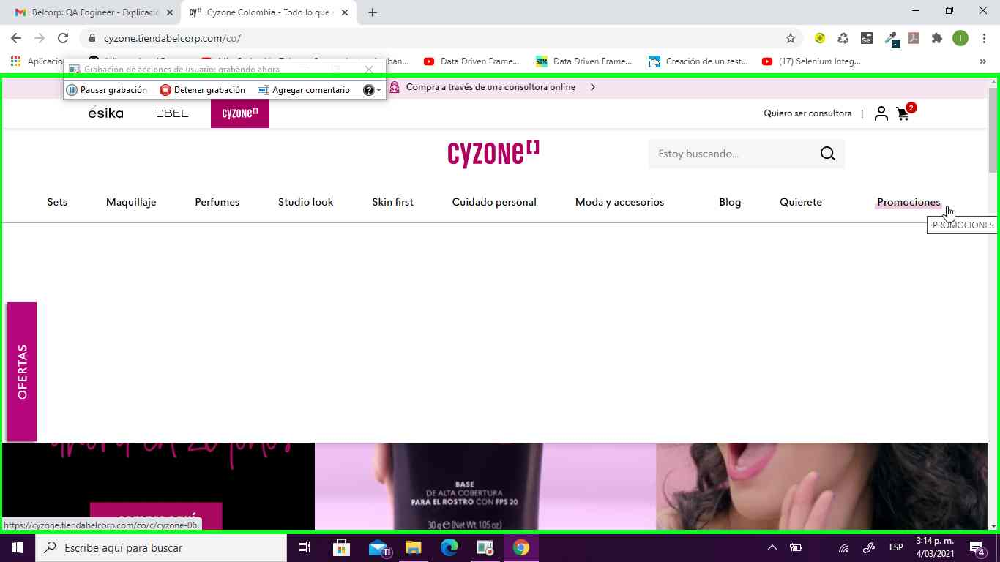 Belcorp: QA Engineer - Explicació
Cyzone Colombia - Todo lo que
cyzone.tiendabelcorp.com/co/
Se
I
Aplicacio
ban...
Data Driven Frame...
STM
Data Driven Frame...
Creación de un test...
(17) Selenium Integ...
»
Grabación de acciones de usuario: grabando ahora
Pausar grabación
Detener grabación
Agregar comentario
Compra a través de una consultora online
ésika
L'BEL
cyzone
Quiero ser consultora |
2
cyzone
Estoy buscando...
Sets
Maquillaje
Perfumes
Studio look
Skin first
Cuidado personal
Moda y accesorios
Blog
Quierete
Promociones
PROMOCIONES
OFERTAS
BASE
DE ALTA COBERTURA
PARA EL ROSTRO CON FPS 20
30 g e (Net Wt. 1.05 oz)
https://cyzone.tiendabelcorp.com/co/c/cyzone-06
Escribe aquí para buscar
11
ESP
3:14 p. m.
4/03/2021
4